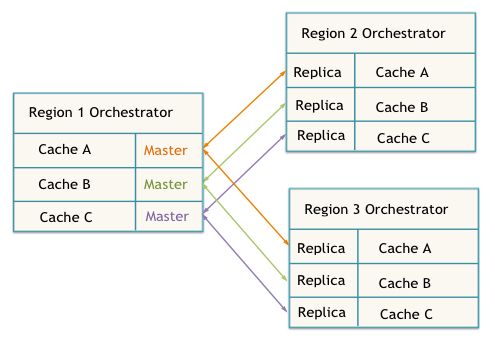 Region 1 Orchestrator
Cache A Master
Cache B Master
Cache C Master
Region 2 Orchestrator
Replica Cache A
Replica Cache B
Replica Cache C
Region 3 Orchestrator
Replica Cache A
Replica Cache B
Replica Cache C